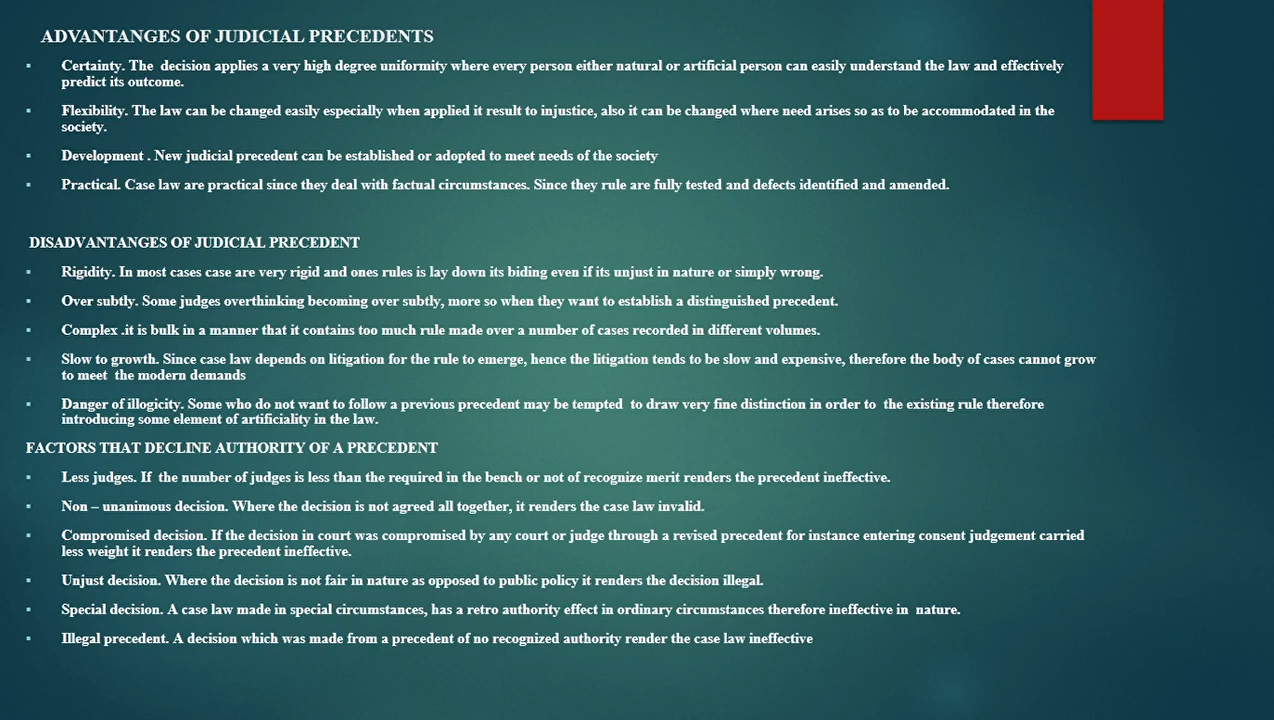 ADVANTANGES OF JUDICIAL PRECEDENTS
▪ Certainty. The decision applies a very high degree uniformity where every person either natural or artificial person can easily understand the law and effectively
predict its outcome.
▪ Flexibility. The law can be changed easily especially when applied it result to injustice, also it can be changed where need arises so as to be accommodated in the
society.
▪ Development . New judicial precedent can be established or adopted to meet needs of the society
▪ Practical. Case law are practical since they deal with factual circumstances. Since they rule are fully tested and defects identified and amended.
DISADVANTANGES OF JUDICIAL PRECEDENT
▪ Rigidity. In most cases case are very rigid and ones rules is lay down its biding even if its unjust in nature or simply wrong.
▪ Over subtly. Some judges overthinking becoming over subtly, more so when they want to establish a distinguished precedent.
▪ Complex .it is bulk in a manner that it contains too much rule made over a number of cases recorded in different volumes.
▪ Slow to growth. Since case law depends on litigation for the rule to emerge, hence the litigation tends to be slow and expensive, therefore the body of cases cannot grow
to meet the modern demands
▪ Danger of illogicity. Some who do not want to follow a previous precedent may be tempted to draw very fine distinction in order to the existing rule therefore
introducing some element of artificiality in the law.
FACTORS THAT DECLINE AUTHORITY OF A PRECEDENT
▪ Less judges. If the number of judges is less than the required in the bench or not of recognize merit renders the precedent ineffective.
▪ Non – unanimous decision. Where the decision is not agreed all together, it renders the case law invalid.
▪ Compromised decision. If the decision in court was compromised by any court or judge through a revised precedent for instance entering consent judgement carried
less weight it renders the precedent ineffective.
▪ Unjust decision. Where the decision is not fair in nature as opposed to public policy it renders the decision illegal.
▪ Special decision. A case law made in special circumstances, has a retro authority effect in ordinary circumstances therefore ineffective in nature.
▪ Illegal precedent. A decision which was made from a precedent of no recognized authority render the case law ineffective